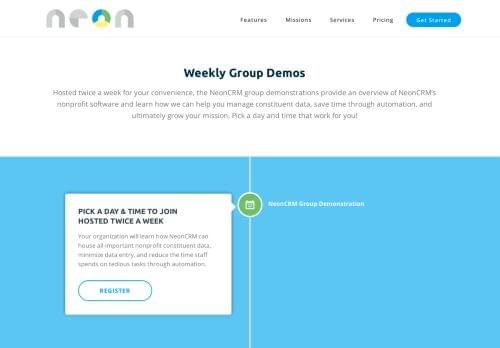 neon
Features Missions Services Pricing Get Started
Weekly Group Demos
Hosted twice a week for your convenience, the NeonCRM group demonstrations provide an overview of NeonCRM's
nonprofit software and learn how we can help you manage constituent data, save time through automation, and
ultimately grow your mission. Pick a day and time that work for you!
NeonCRM Group Demonstration
PICK A DAY & TIME TO JOIN
HOSTED TWICE A WEEK
Your organization will learn how NeonCRM can
house all-important nonprofit constituent data,
minimize data entry, and reduce the time staff
spends on tedious tasks through automation.
REGISTER